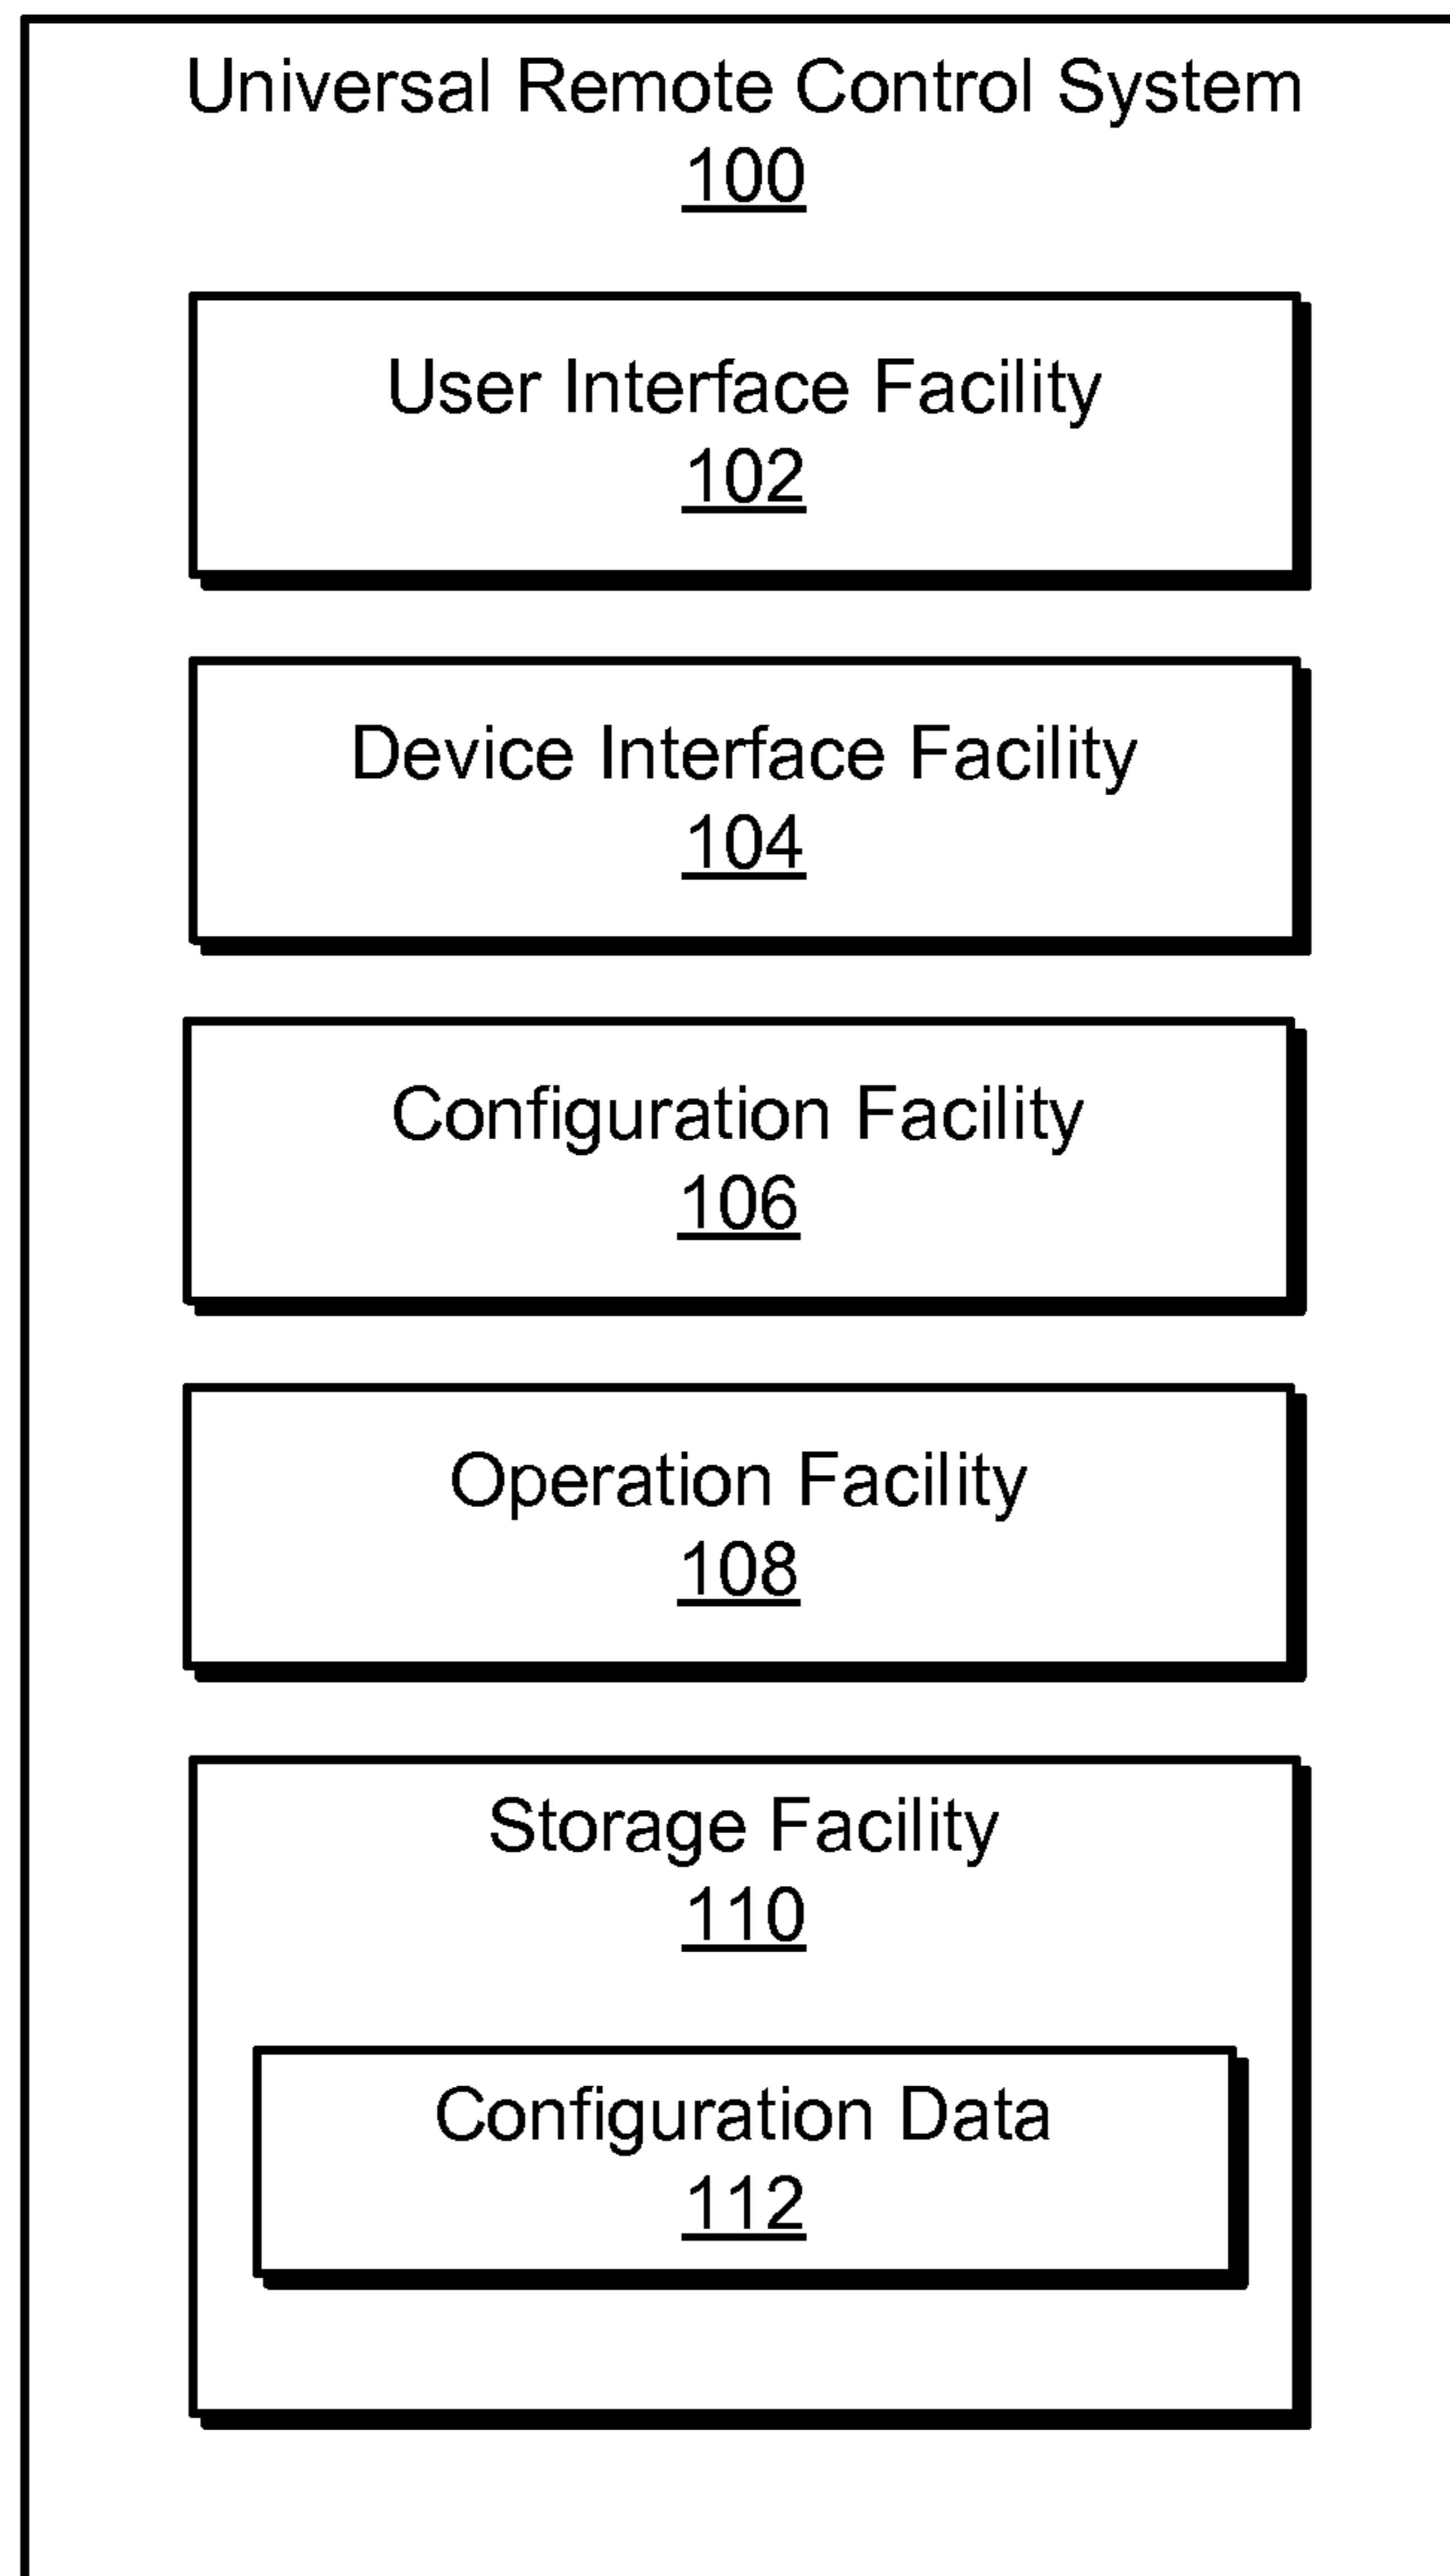 Universal Remote Control System
100
User Interface Facility
102
Device Interface Facility
104
Configuration Facility
106
Operation Facility
108
Storage Facility
110
Configuration Data
112